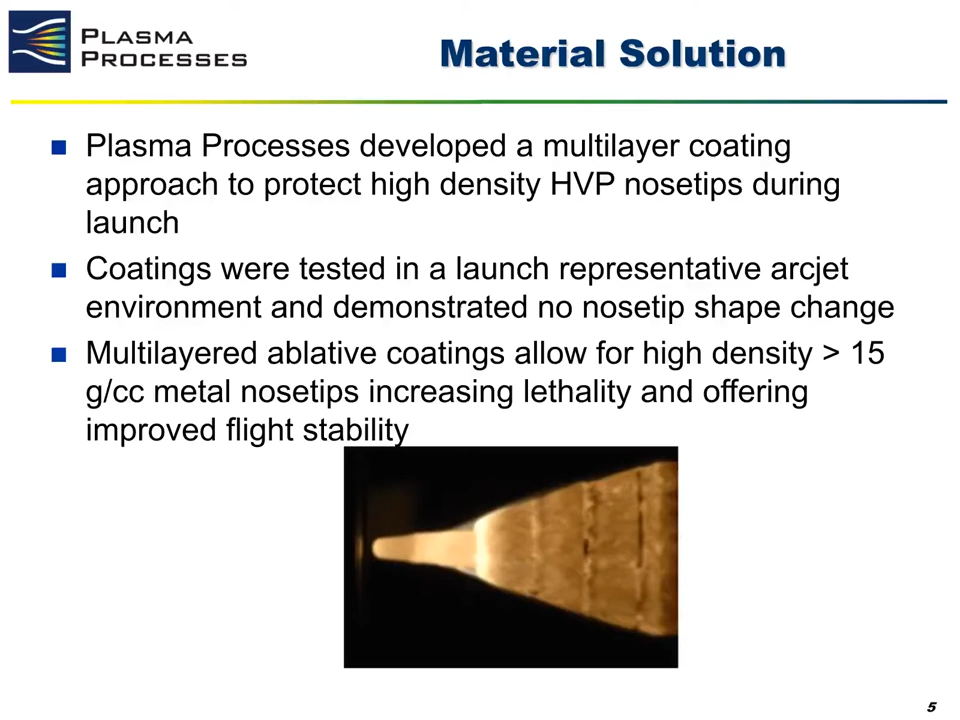 PLASMA
PROCESSES
Material Solution
Plasma Processes developed a multilayer coating
approach to protect high density HVP nosetips during
launch
Coatings were tested in a launch representative arcjet
environment and demonstrated no nosetip shape change
Multilayered ablative coatings allow for high density > 15
g/cc metal nosetips increasing lethality and offering
improved flight stability
5